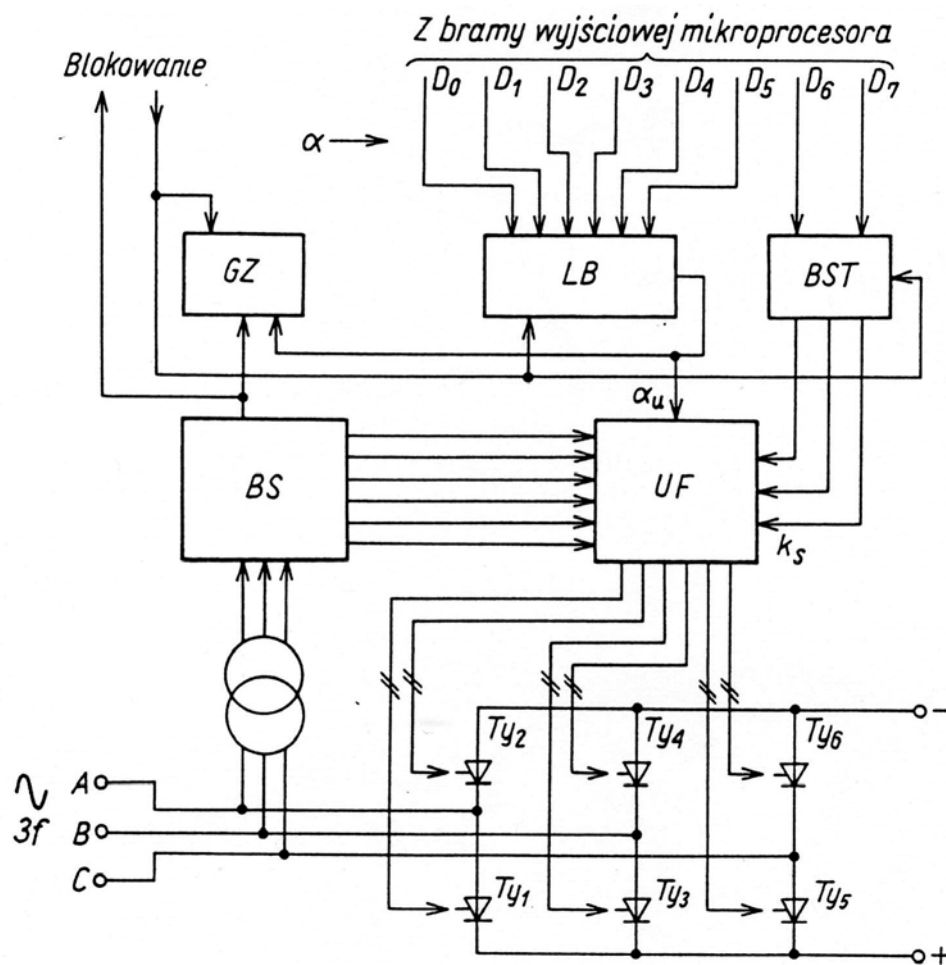 Z bramy wyjściowej mikroprocesora
Blokowanie
D0 D1 D2 D3 D4 D5 D6 D7
α
GZ
LB
BST
αu
BS
UF
ks
Ty2
Ty4
Ty6
−
A
∿
3f
B
C
Ty1
Ty3
Ty5
+